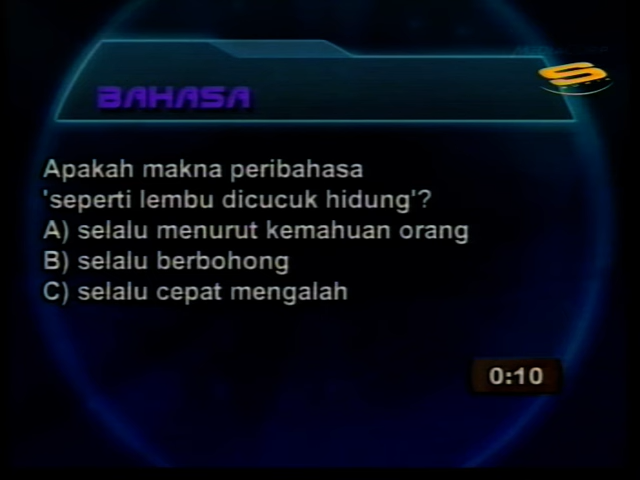 BAHASA
Apakah makna peribahasa
'seperti lembu dicucuk hidung'?
A) selalu menurut kemahuan orang
B) selalu berbohong
C) selalu cepat mengalah
0:10